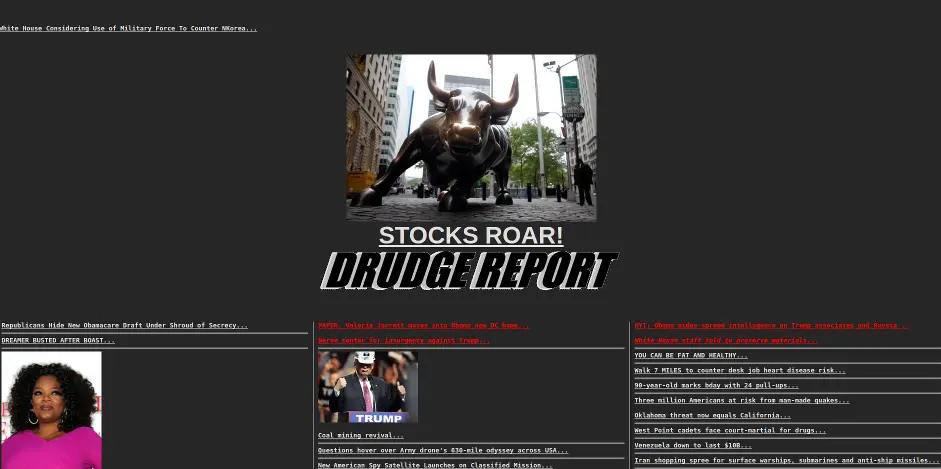 White House Considering Use of Military Force To Counter NKorea...
STOCKS ROAR!
DRUDGE REPORT
Republicans Hide New Obamacare Draft Under Shroud of Secrecy...
DREAMER BUSTED AFTER BOAST...
PAPER: Valerie Jarrett moves into Obama new DC home...
Nerve center for insurgency against Trump...
TRUMP
Coal mining revival...
Questions hover over Army drone's 630-mile odyssey across USA...
New American Spy Satellite Launches on Classified Mission...
NYT: Obama aides spread intelligence on Trump associates and Russia...
White House staff told to preserve materials...
YOU CAN BE FAT AND HEALTHY...
Walk 7 MILES to counter desk job heart disease risk...
90-year-old marks bday with 24 pull-ups...
Three million Americans at risk from man-made quakes...
Oklahoma threat now equals California...
West Point cadets face court-martial for drugs...
Venezuela down to last $10B...
Iran shopping spree for surface warships, submarines and anti-ship missiles...